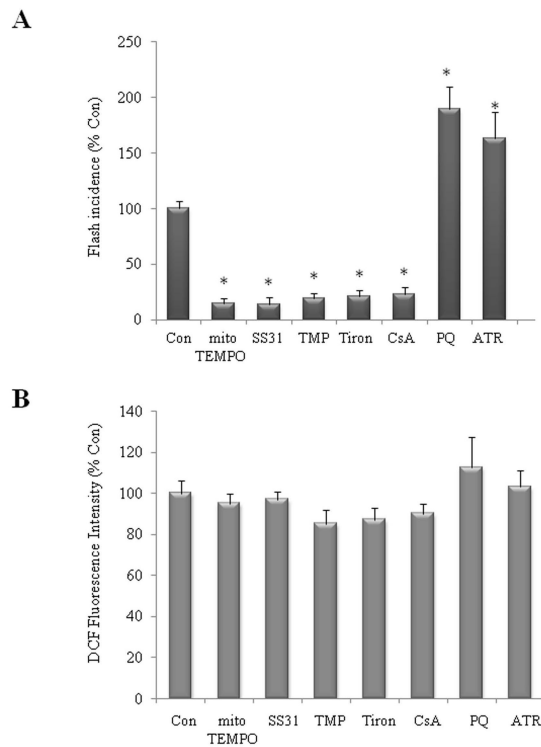 A
Flash incidence (% Con)
250
200
150
100
50
0
* * * * * * *
Con mito TMPO SS31 TMP Tiron CsA PQ ATR
TEMPO
B
DCF Fluorescence Intensity (% Con)
140
120
100
80
60
40
20
0
Con mito SS31 TMP Tiron CsA PQ ATR
TEMPO